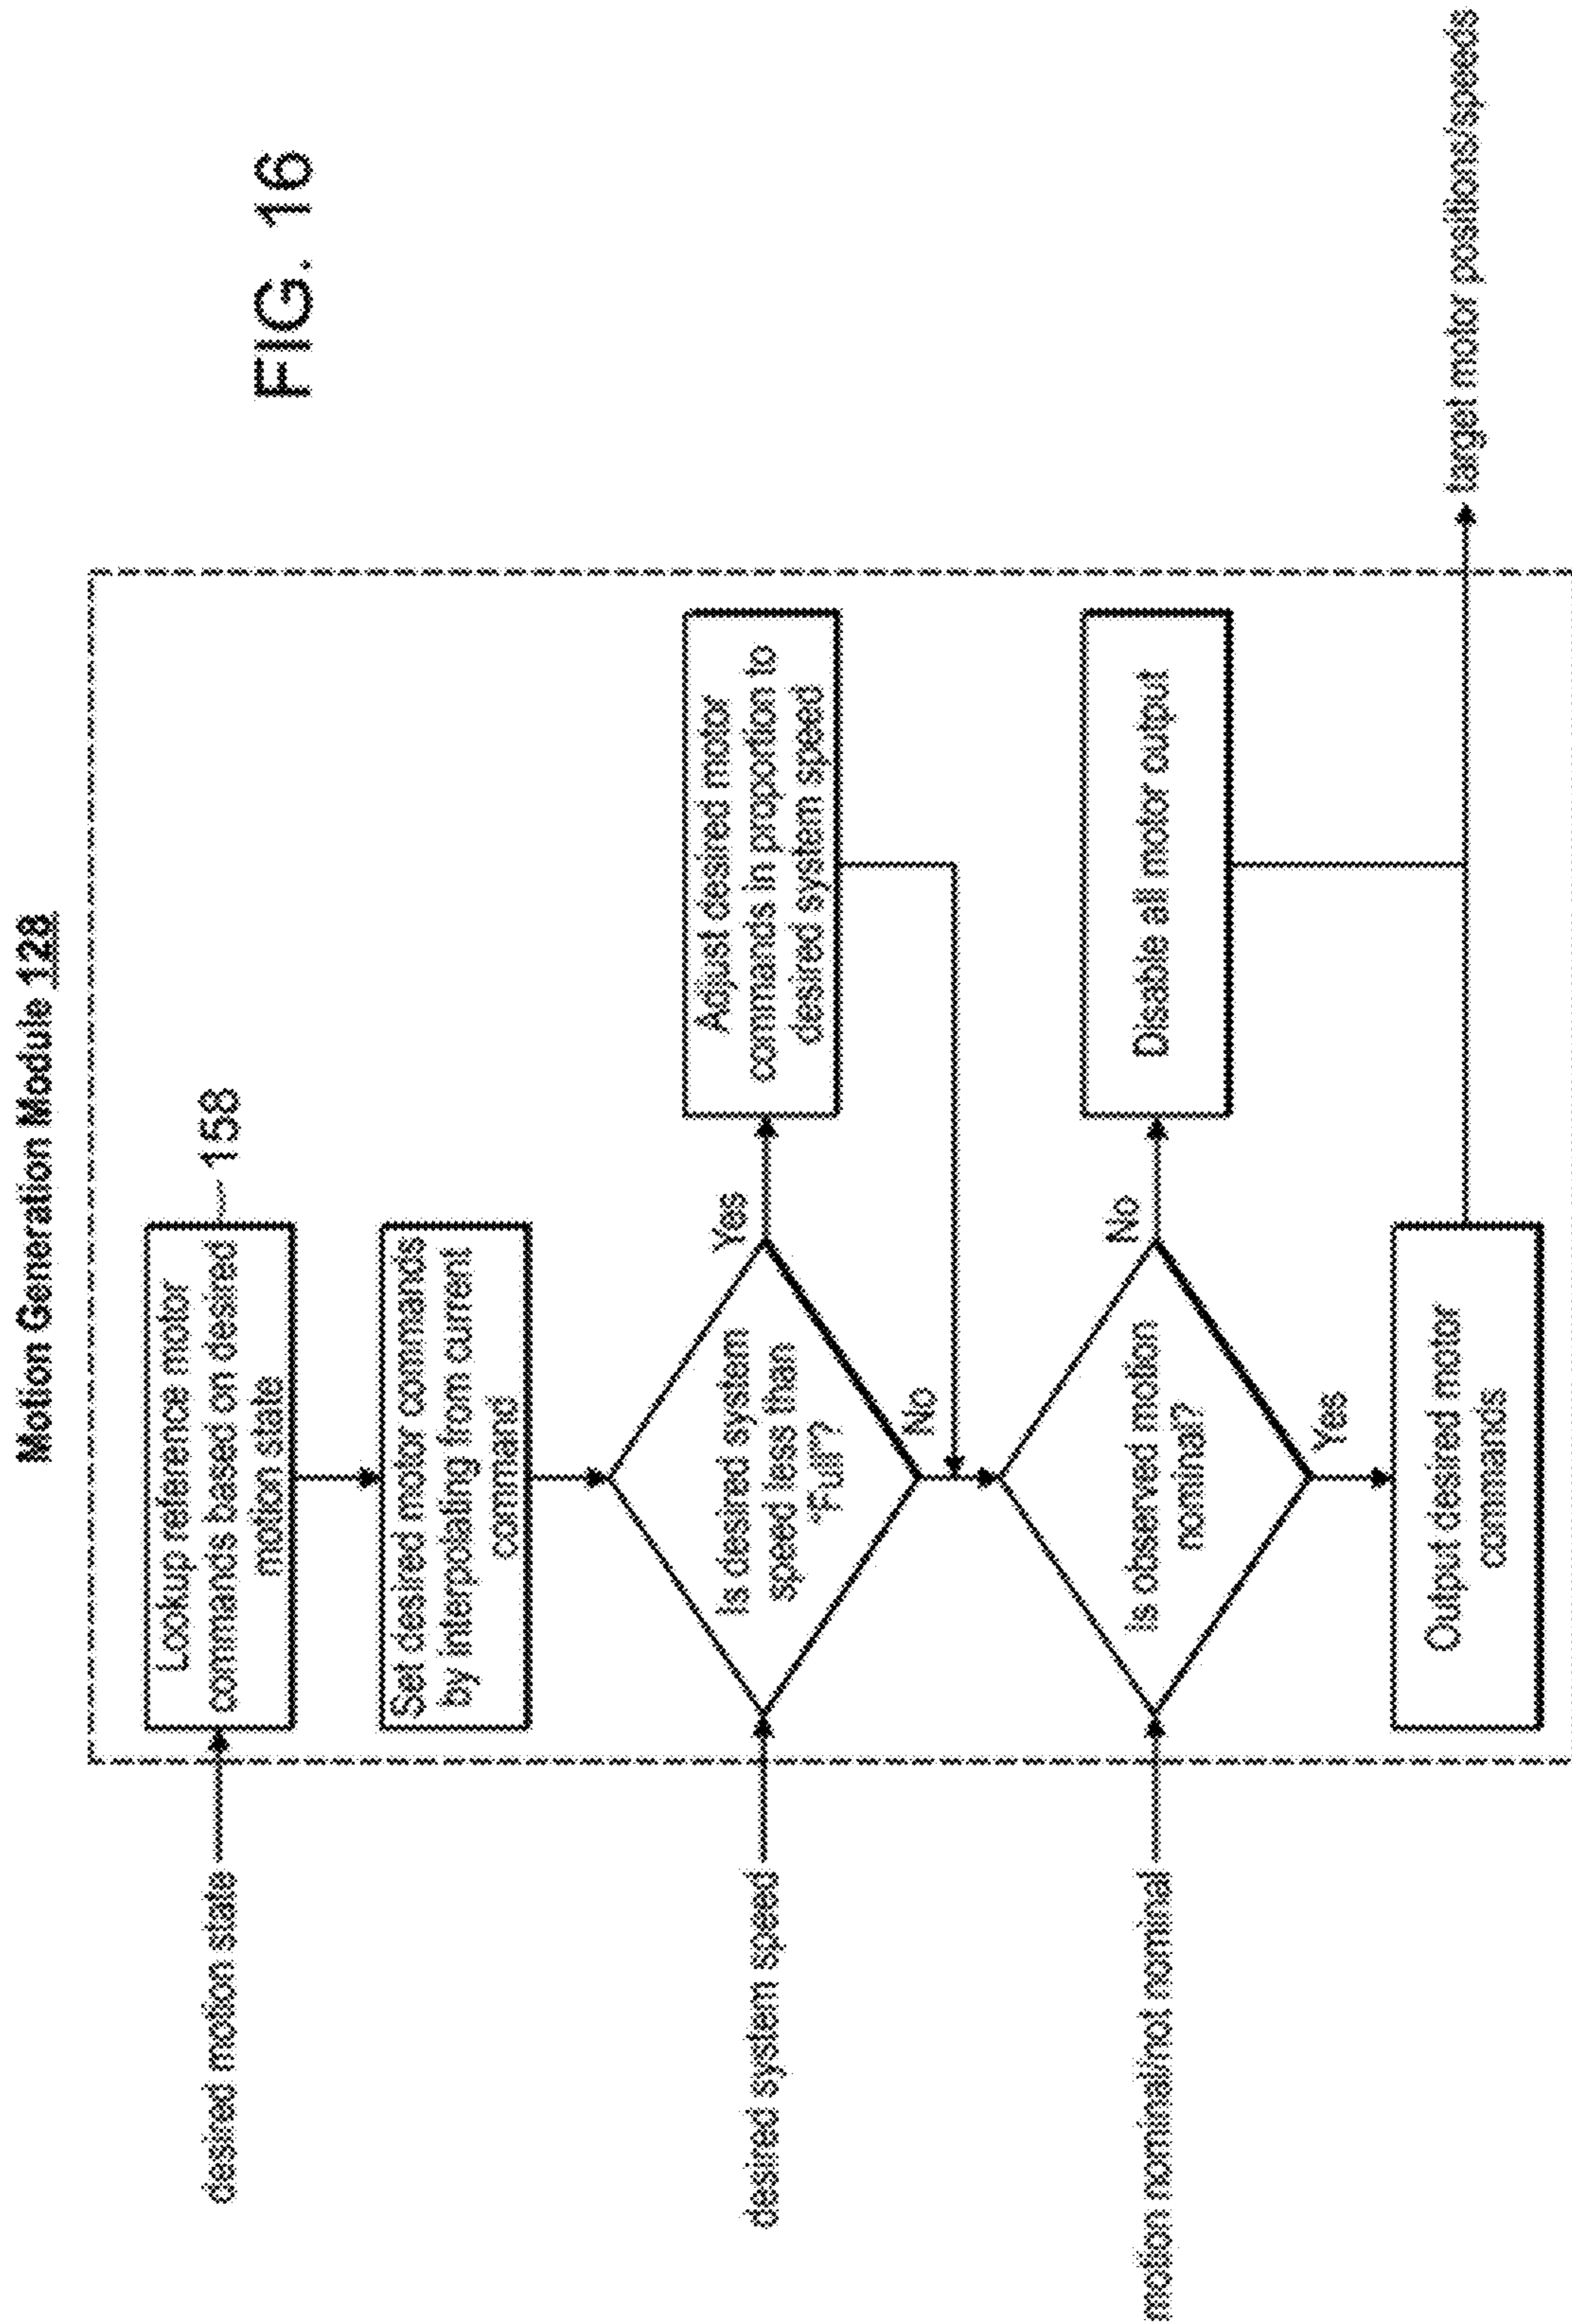 Motion Generation Module 128
FIG. 16
desired motion state
Lookup reference motor
commands based on desired
motion state
158
Set desired motor commands
by interpolating from current
command
desired system speed
Is desired system
speed less than
"Full"?
Yes
Adjust desired motor
commands in proportion to
desired system speed
No
motion nominal/not nominal
Is observed motion
nominal?
No
Disable all motor output
Yes
Output desired motor
commands
target motor positions/speeds